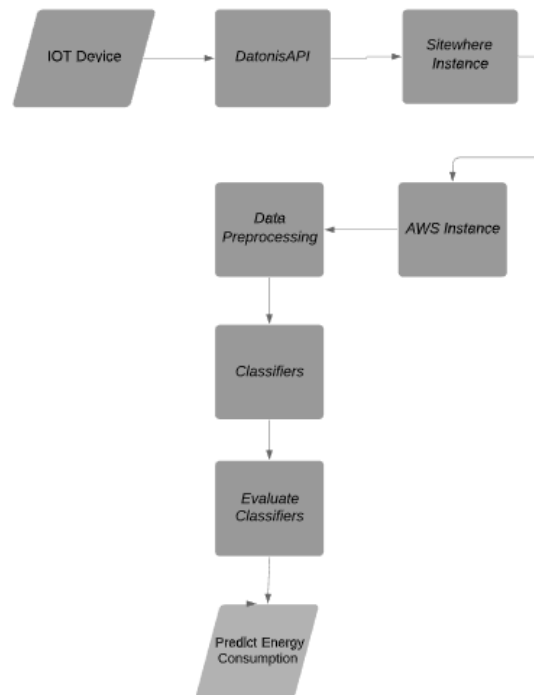 IOT Device
DatonisAPI
Sitewhere
Instance
Data
Preprocessing
AWS Instance
Classifiers
Evaluate
Classifiers
Predict Energy
Consumption